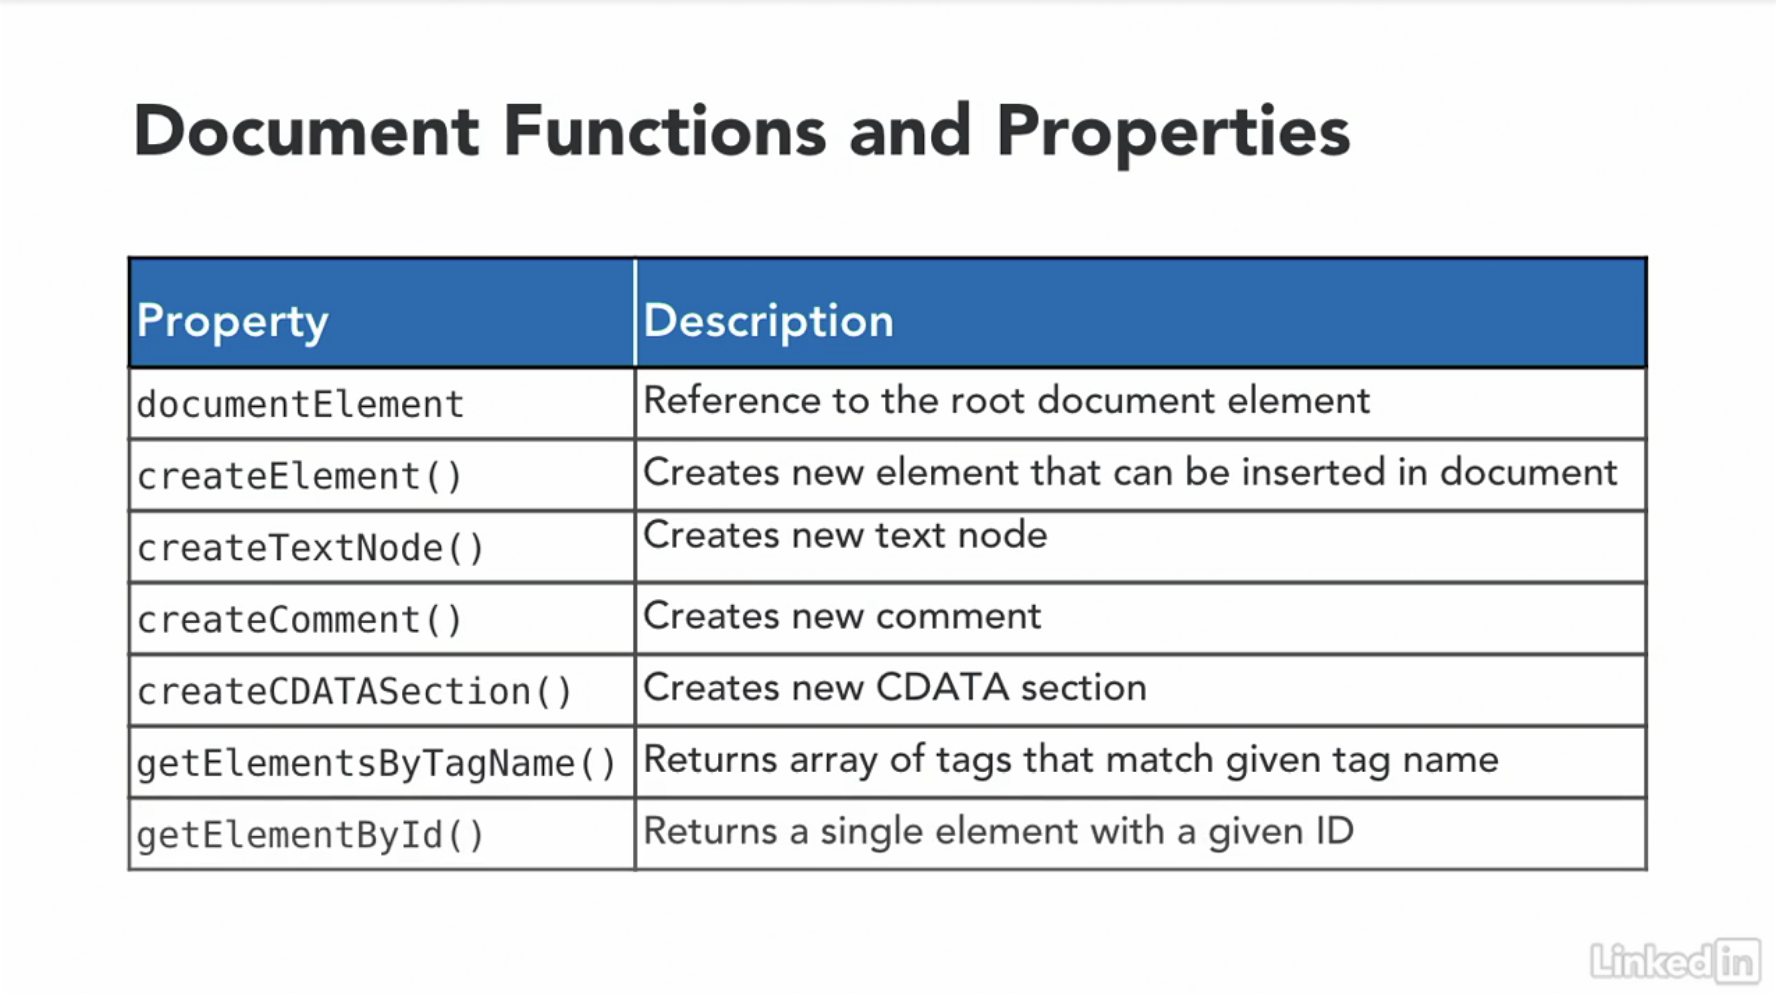 Document Functions and Properties
Property Description
documentElement Reference to the root document element
createElement() Creates new element that can be inserted in document
createTextNode() Creates new text node
createComment() Creates new comment
createCDATASection() Creates new CDATA section
getElementsByTagName() Returns array of tags that match given tag name
getElementById() Returns a single element with a given ID
Linked in